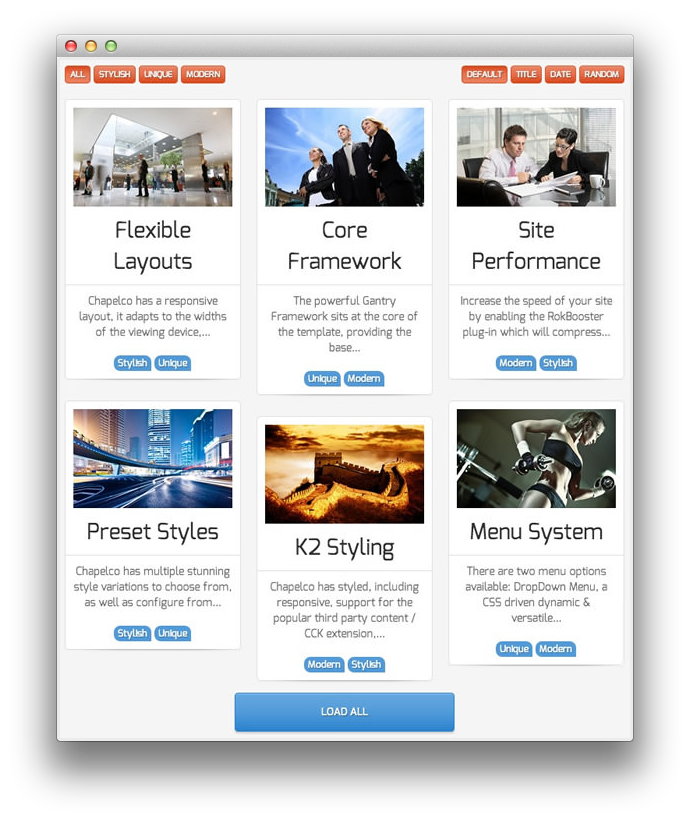 ALL STYLISH UNIQUE MODERN
DEFAULT TITLE DATE RANDOM
Flexible
Layouts
Chapelco has a responsive
layout, it adapts to the widths
of the viewing device,...
Stylish Unique
Core
Framework
The powerful Gantry
Framework sits at the core of
the template, providing the
base...
Unique Modern
Site
Performance
Increase the speed of your site
by enabling the RokBooster
plug-in which will compress...
Modern Stylish
Preset Styles
Chapelco has multiple stunning
style variations to choose from,
as well as configure from...
Stylish Unique
K2 Styling
Chapelco has styled, including
responsive, support for the
popular third party content /
CCK extension,...
Modern Stylish
Menu System
There are two menu options
available: DropDown Menu, a
CSS driven dynamic &
versatile...
Unique Modern
LOAD ALL